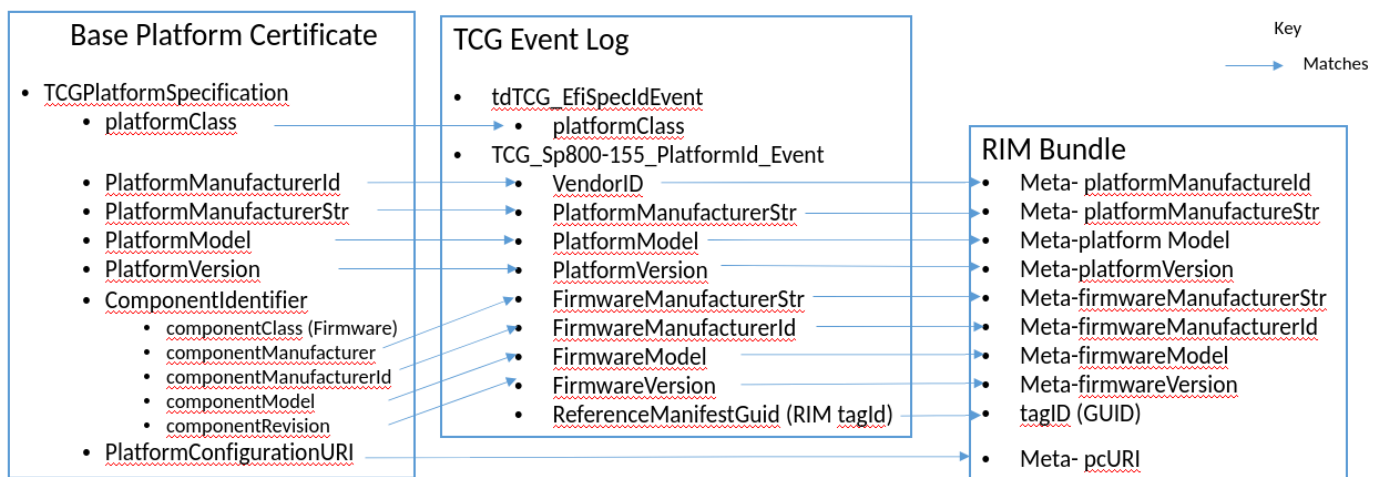 Base Platform Certificate
• TCGPlatformSpecification
• platformClass
• PlatformManufacturerId
• PlatformManufacturerStr
• PlatformModel
• PlatformVersion
• ComponentIdentifier
• componentClass (Firmware)
• componentManufacturer
• componentManufacturerId
• componentModel
• componentRevision
• PlatformConfigurationURI
TCG Event Log
• tdTCG_EfiSpecIdEvent
• platformClass
• TCG_Sp800-155_PlatformId_Event
• VendorID
• PlatformManufacturerStr
• PlatformModel
• PlatformVersion
• FirmwareManufacturerStr
• FirmwareManufacturerId
• FirmwareModel
• FirmwareVersion
• ReferenceManifestGuid (RIM tagId)
Key
Matches
RIM Bundle
• Meta- platformManufactureId
• Meta- platformManufactureStr
• Meta-platform Model
• Meta-platformVersion
• Meta-firmwareManufacturerStr
• Meta-firmwareManufacturerId
• Meta-firmwareModel
• Meta-firmwareVersion
• tagID (GUID)
• Meta- pcURI